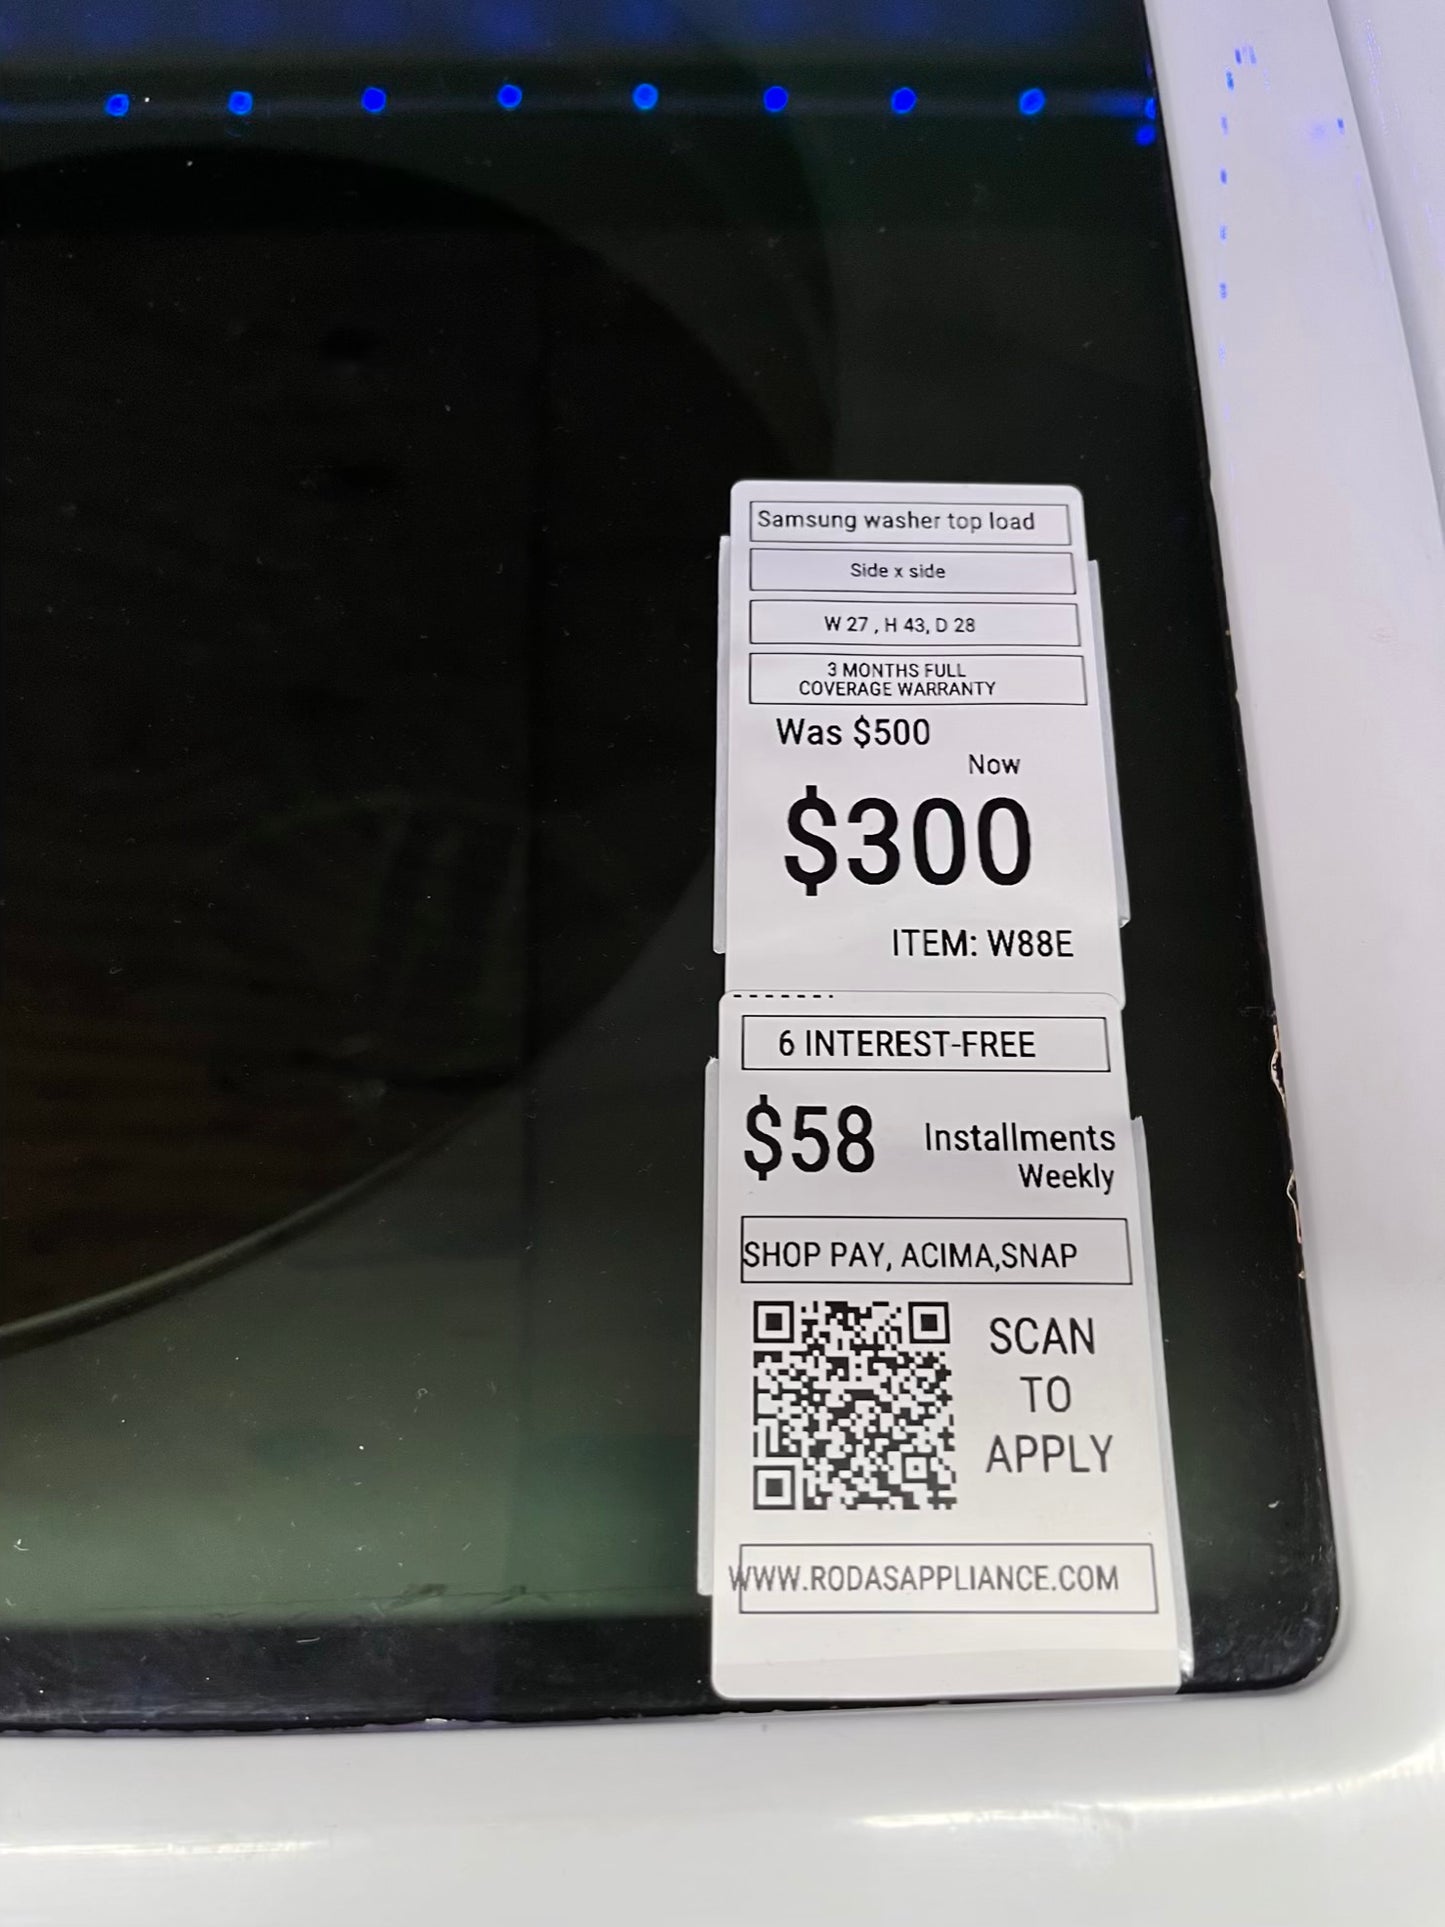 Samsung washer top load
Side x side
W 27 , H 43, D 28
3 MONTHS FULL
COVERAGE WARRANTY
Was $500
Now
$300
ITEM: W88E
6 INTEREST-FREE
$58 Installments
Weekly
SHOP PAY, ACIMA,SNAP
SCAN
TO
APPLY
WWW.RODASAPPLIANCE.COM